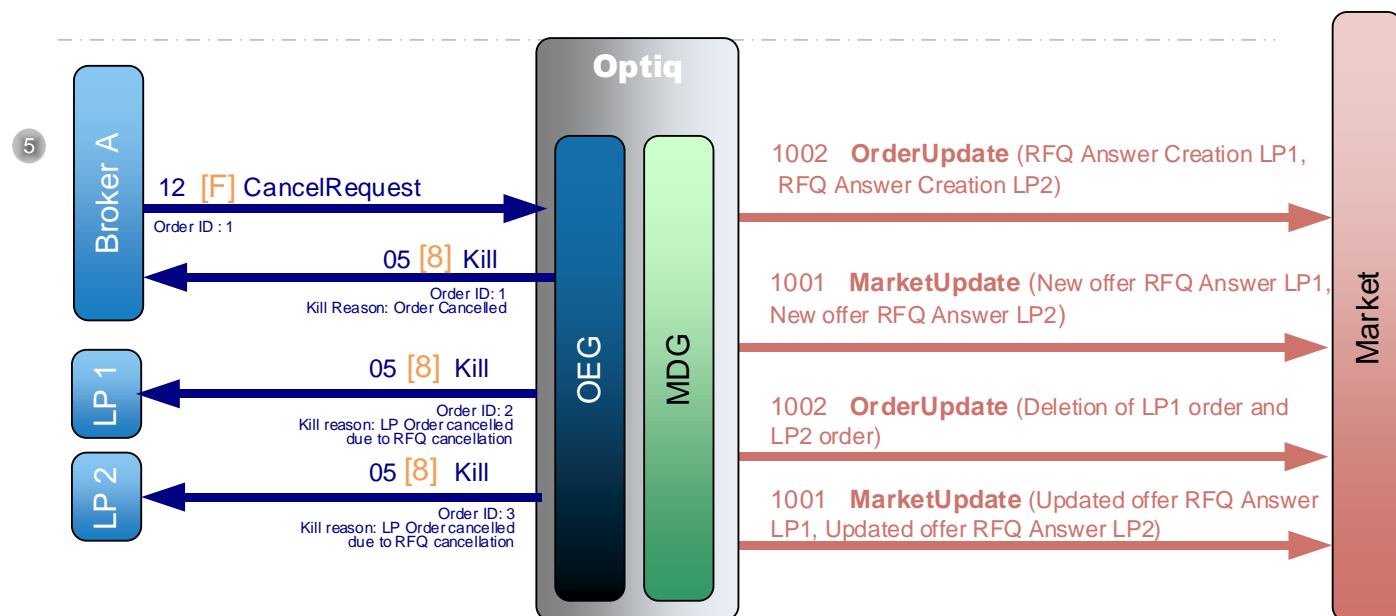 Optiq
5
Broker A
12 [F] CancelRequest
Order ID : 1
05 [8] Kill
Order ID: 1
Kill Reason: Order Cancelled
LP 1
05 [8] Kill
Order ID: 2
Kill reason: LP Order cancelled
due to RFQ cancellation
LP 2
05 [8] Kill
Order ID: 3
Kill reason: LP Order cancelled
due to RFQ cancellation
OEG
MDG
1002 OrderUpdate (RFQ Answer Creation LP1,
RFQ Answer Creation LP2)
1001 MarketUpdate (New offer RFQ Answer LP1,
New offer RFQ Answer LP2)
1002 OrderUpdate (Deletion of LP1 order and
LP2 order)
1001 MarketUpdate (Updated offer RFQ Answer
LP1, Updated offer RFQ Answer LP2)
Market